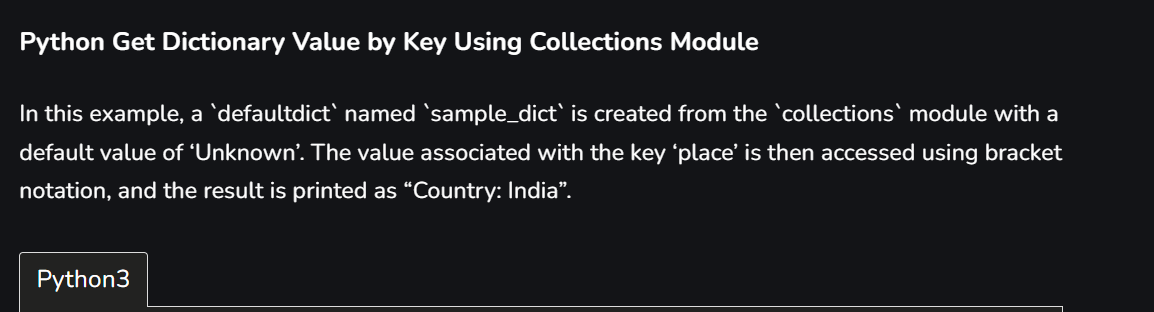 Python Get Dictionary Value by Key Using Collections Module
In this example, a `defaultdict` named `sample_dict` is created from the `collections` module with a
default value of ‘Unknown’. The value associated with the key ‘place’ is then accessed using bracket
notation, and the result is printed as “Country: India”.
Python3